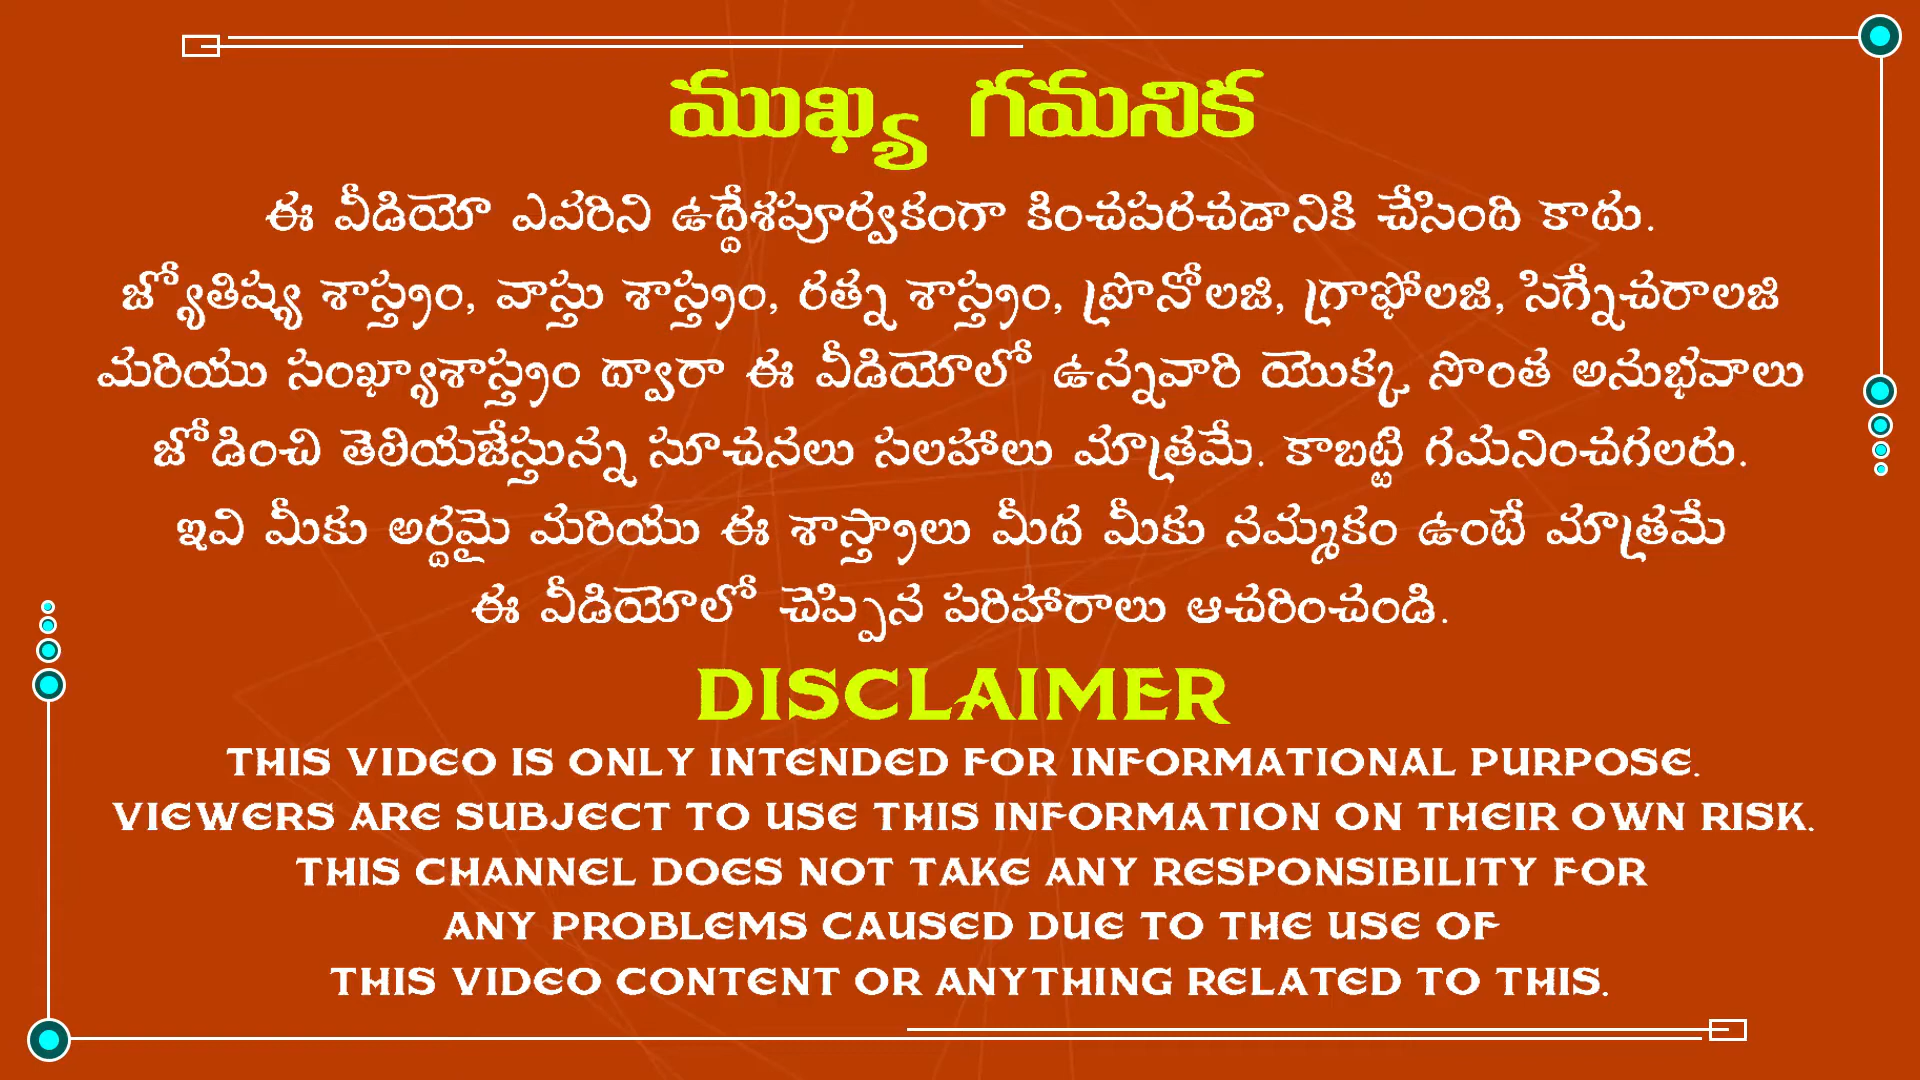 ముఖ్య గమనిక
ఈ వీడియో ఎవరిని ఉద్దేశపూర్వకంగా కించపరచడానికి చేసింది కాదు.
జ్యోతిష్య శాస్త్రం, వాస్తు శాస్త్రం, రత్న శాస్త్రం, ప్రొనోలజి, గ్రాఫోలజి, సిగ్నేచరాలజి
మరియు సంఖ్యాశాస్త్రం ద్వారా ఈ వీడియోలో ఉన్నవారి యొక్క సొంత అనుభవాలు
జోడించి తెలియజేస్తున్న సూచనలు సలహాలు మాత్రమే. కాబట్టి గమనించగలరు.
ఇవి మీకు అర్థమై మరియు ఈ శాస్త్రాలు మీద మీకు నమ్మకం ఉంటే మాత్రమే
ఈ వీడియోలో చెప్పిన పరిహారాలు ఆచరించండి.
DISCLAIMER
THIS VIDEO IS ONLY INTENDED FOR INFORMATIONAL PURPOSE.
VIEWERS ARE SUBJECT TO USE THIS INFORMATION ON THEIR OWN RISK.
THIS CHANNEL DOES NOT TAKE ANY RESPONSIBILITY FOR
ANY PROBLEMS CAUSED DUE TO THE USE OF
THIS VIDEO CONTENT OR ANYTHING RELATED TO THIS.